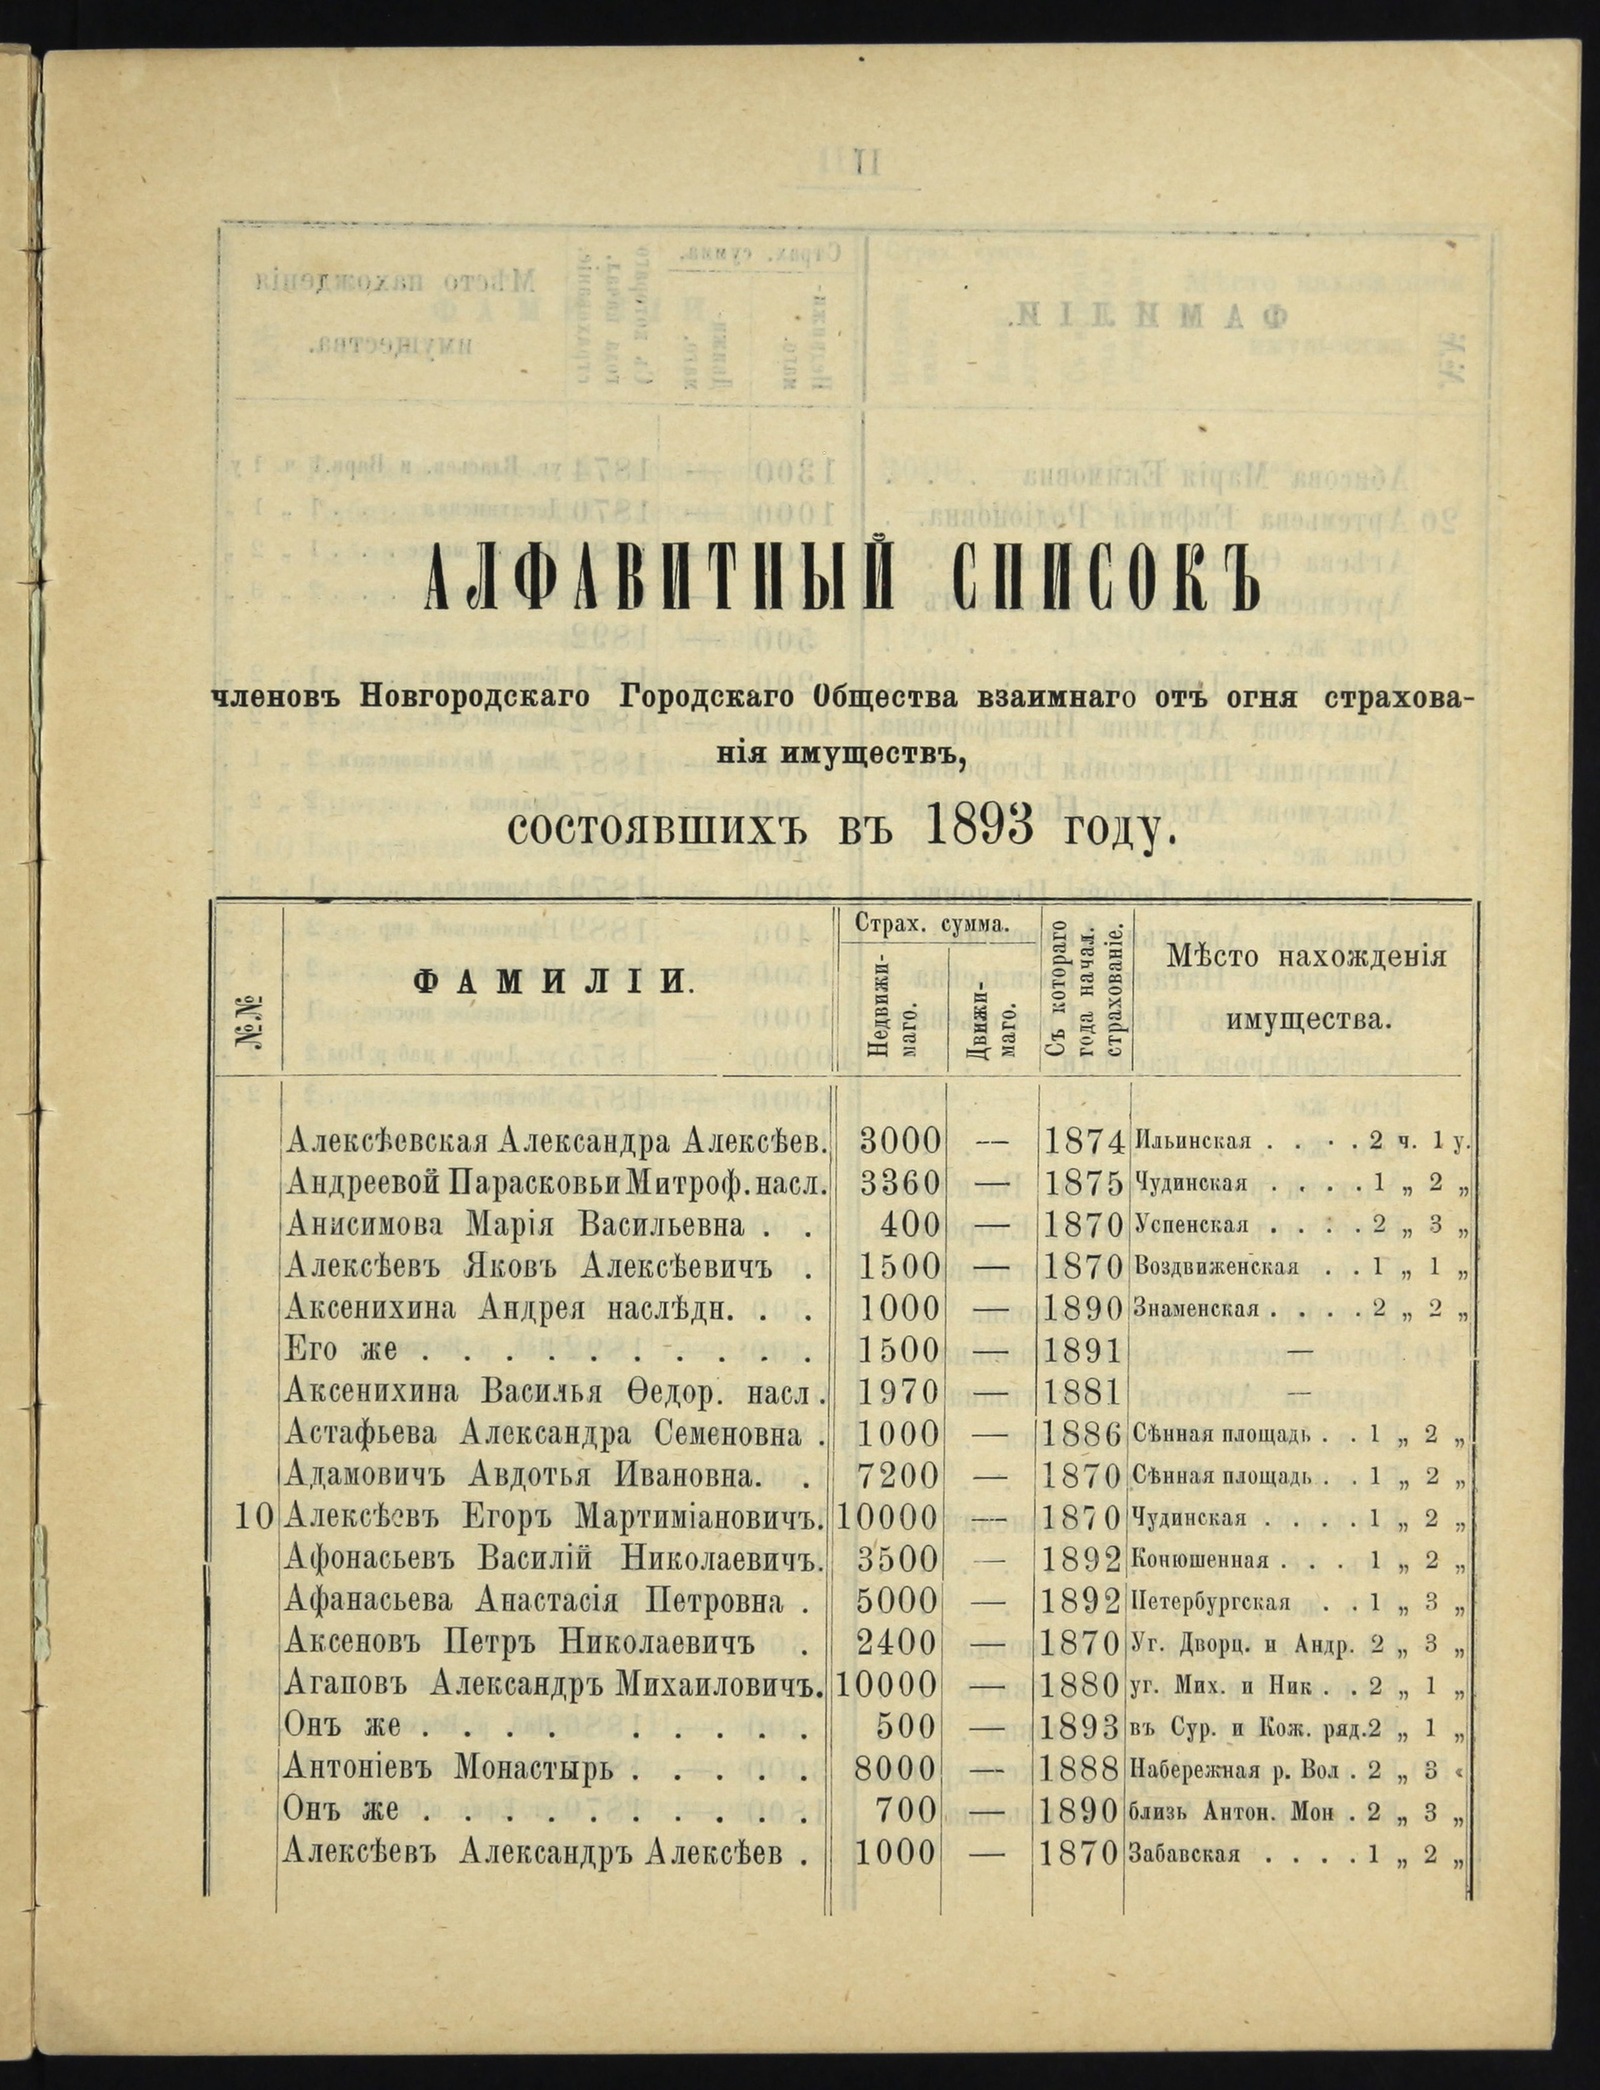 АЛФАВИТНЫЙ СПИСОКЪ
членовъ Новгородскаго Городскаго Общества взаимнаго отъ огня страхова-
нія имуществъ,
состоявшихъ въ 1893 году.
№№ ФАМИЛІИ. Страх. сумма. Недвижи-маго. Движи-маго. Съ котораго года начал. страхованіе. Мѣсто нахожденія имущества.
Алексѣевская Александра Алексѣев. 3000 — 1874 Ильинская . . . . 2 ч. 1 у.
Андреевой Парасковьи Митроф. насл. 3360 — 1875 Чудинская . . . . 1 „ 2 „
Анисимова Марія Васильевна . . 400 — 1870 Успенская . . . . 2 „ 3 „
Алексѣевъ Яковъ Алексѣевичъ . 1500 — 1870 Воздвиженская . . 1 „ 1 „
Аксенихина Андрея наслѣдн. . . 1000 — 1890 Знаменская . . . . 2 „ 2 „
Его же . . . . . . . . . . 1500 — 1891 —
Аксенихина Василья Ѳедор. насл . 1970 — 1881 —
Астафьева Александра Семеновна . 1000 — 1886 Сѣнная площадь . . 1 „ 2 „
Адамовичъ Авдотья Ивановна. . 7200 — 1870 Сѣнная площадь . . 1 „ 2 „
10 Алексѣевъ Егоръ Мартиміановичъ. 10000 — 1870 Чудинская . . . . 1 „ 2 „
Афонасьевъ Василій Николаевичъ. 3500 — 1892 Конюшенная . . . 1 „ 2 „
Афанасьева Анастасія Петровна . 5000 — 1892 Петербургская . . 1 „ 3 „
Аксеновъ Петръ Николаевичъ . 2400 — 1870 Уг. Дворц. и Андр. 2 „ 3 „
Агаповъ Александръ Михаиловичъ. 10000 — 1880 уг. Мих. и Ник . . 2 „ 1 „
Онъ же . . . . . . . . . 500 — 1893 въ Сур. и Кож. ряд. 2 „ 1 „
Антоніевъ Монастырь . . . . . 8000 — 1888 Набережная р. Вол . 2 „ 3 „
Онъ же . . . . . . . . . . 700 — 1890 близь Антон. Мон . 2 „ 3 „
Алексѣевъ Александръ Алексѣев . 1000 — 1870 Забавская . . . . 1 „ 2 „